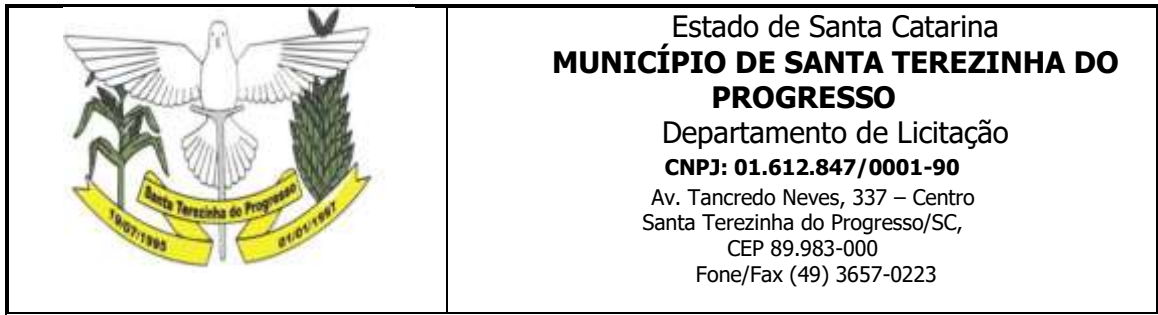 Santa Terezinha do Progresso
19/07/1995
01/01/1997
Estado de Santa Catarina
MUNICÍPIO DE SANTA TEREZINHA DO
PROGRESSO
Departamento de Licitação
CNPJ: 01.612.847/0001-90
Av. Tancredo Neves, 337 – Centro
Santa Terezinha do Progresso/SC,
CEP 89.983-000
Fone/Fax (49) 3657-0223